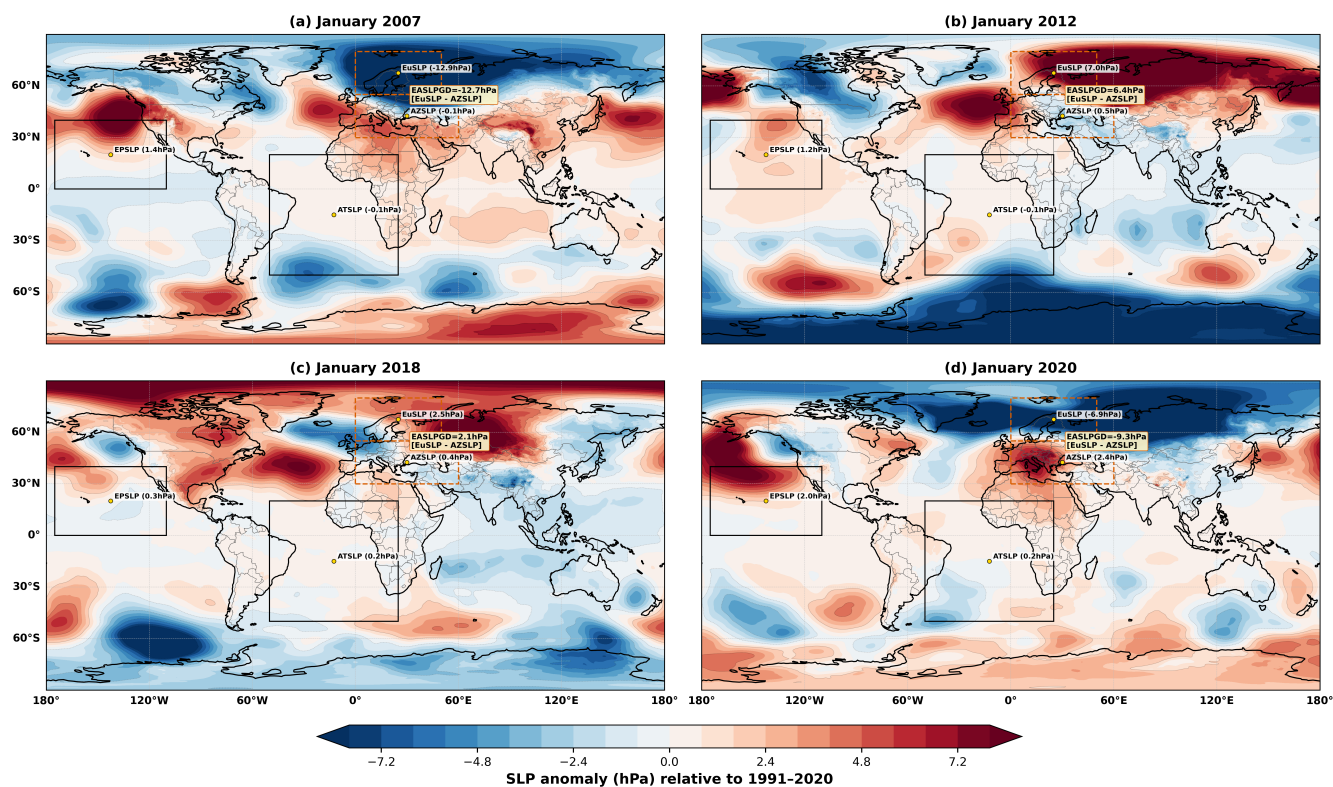 (a) January 2007
60°N
30°N
0°
30°S
60°S
EuSLP (-12.9hPa)
EASLPGD=-12.7hPa
[EuSLP - AZSLP]
AZSLP (-0.1hPa)
EPSLP (1.4hPa)
ATSLP (-0.1hPa)
(b) January 2012
EuSLP (7.0hPa)
EASLPGD=6.4hPa
[EuSLP - AZSLP]
AZSLP (0.5hPa)
EPSLP (1.2hPa)
ATSLP (-0.1hPa)
(c) January 2018
60°N
30°N
0°
30°S
60°S
EuSLP (2.5hPa)
EASLPGD=2.1hPa
[EuSLP - AZSLP]
AZSLP (0.4hPa)
EPSLP (0.3hPa)
ATSLP (0.2hPa)
180° 120°W 60°W 0° 60°E 120°E 180°
(d) January 2020
EuSLP (-6.9hPa)
EASLPGD=-9.3hPa
[EuSLP - AZSLP]
AZSLP (2.4hPa)
EPSLP (2.0hPa)
ATSLP (0.2hPa)
180° 120°W 60°W 0° 60°E 120°E 180°
−7.2 −4.8 −2.4 0.0 2.4 4.8 7.2
SLP anomaly (hPa) relative to 1991–2020